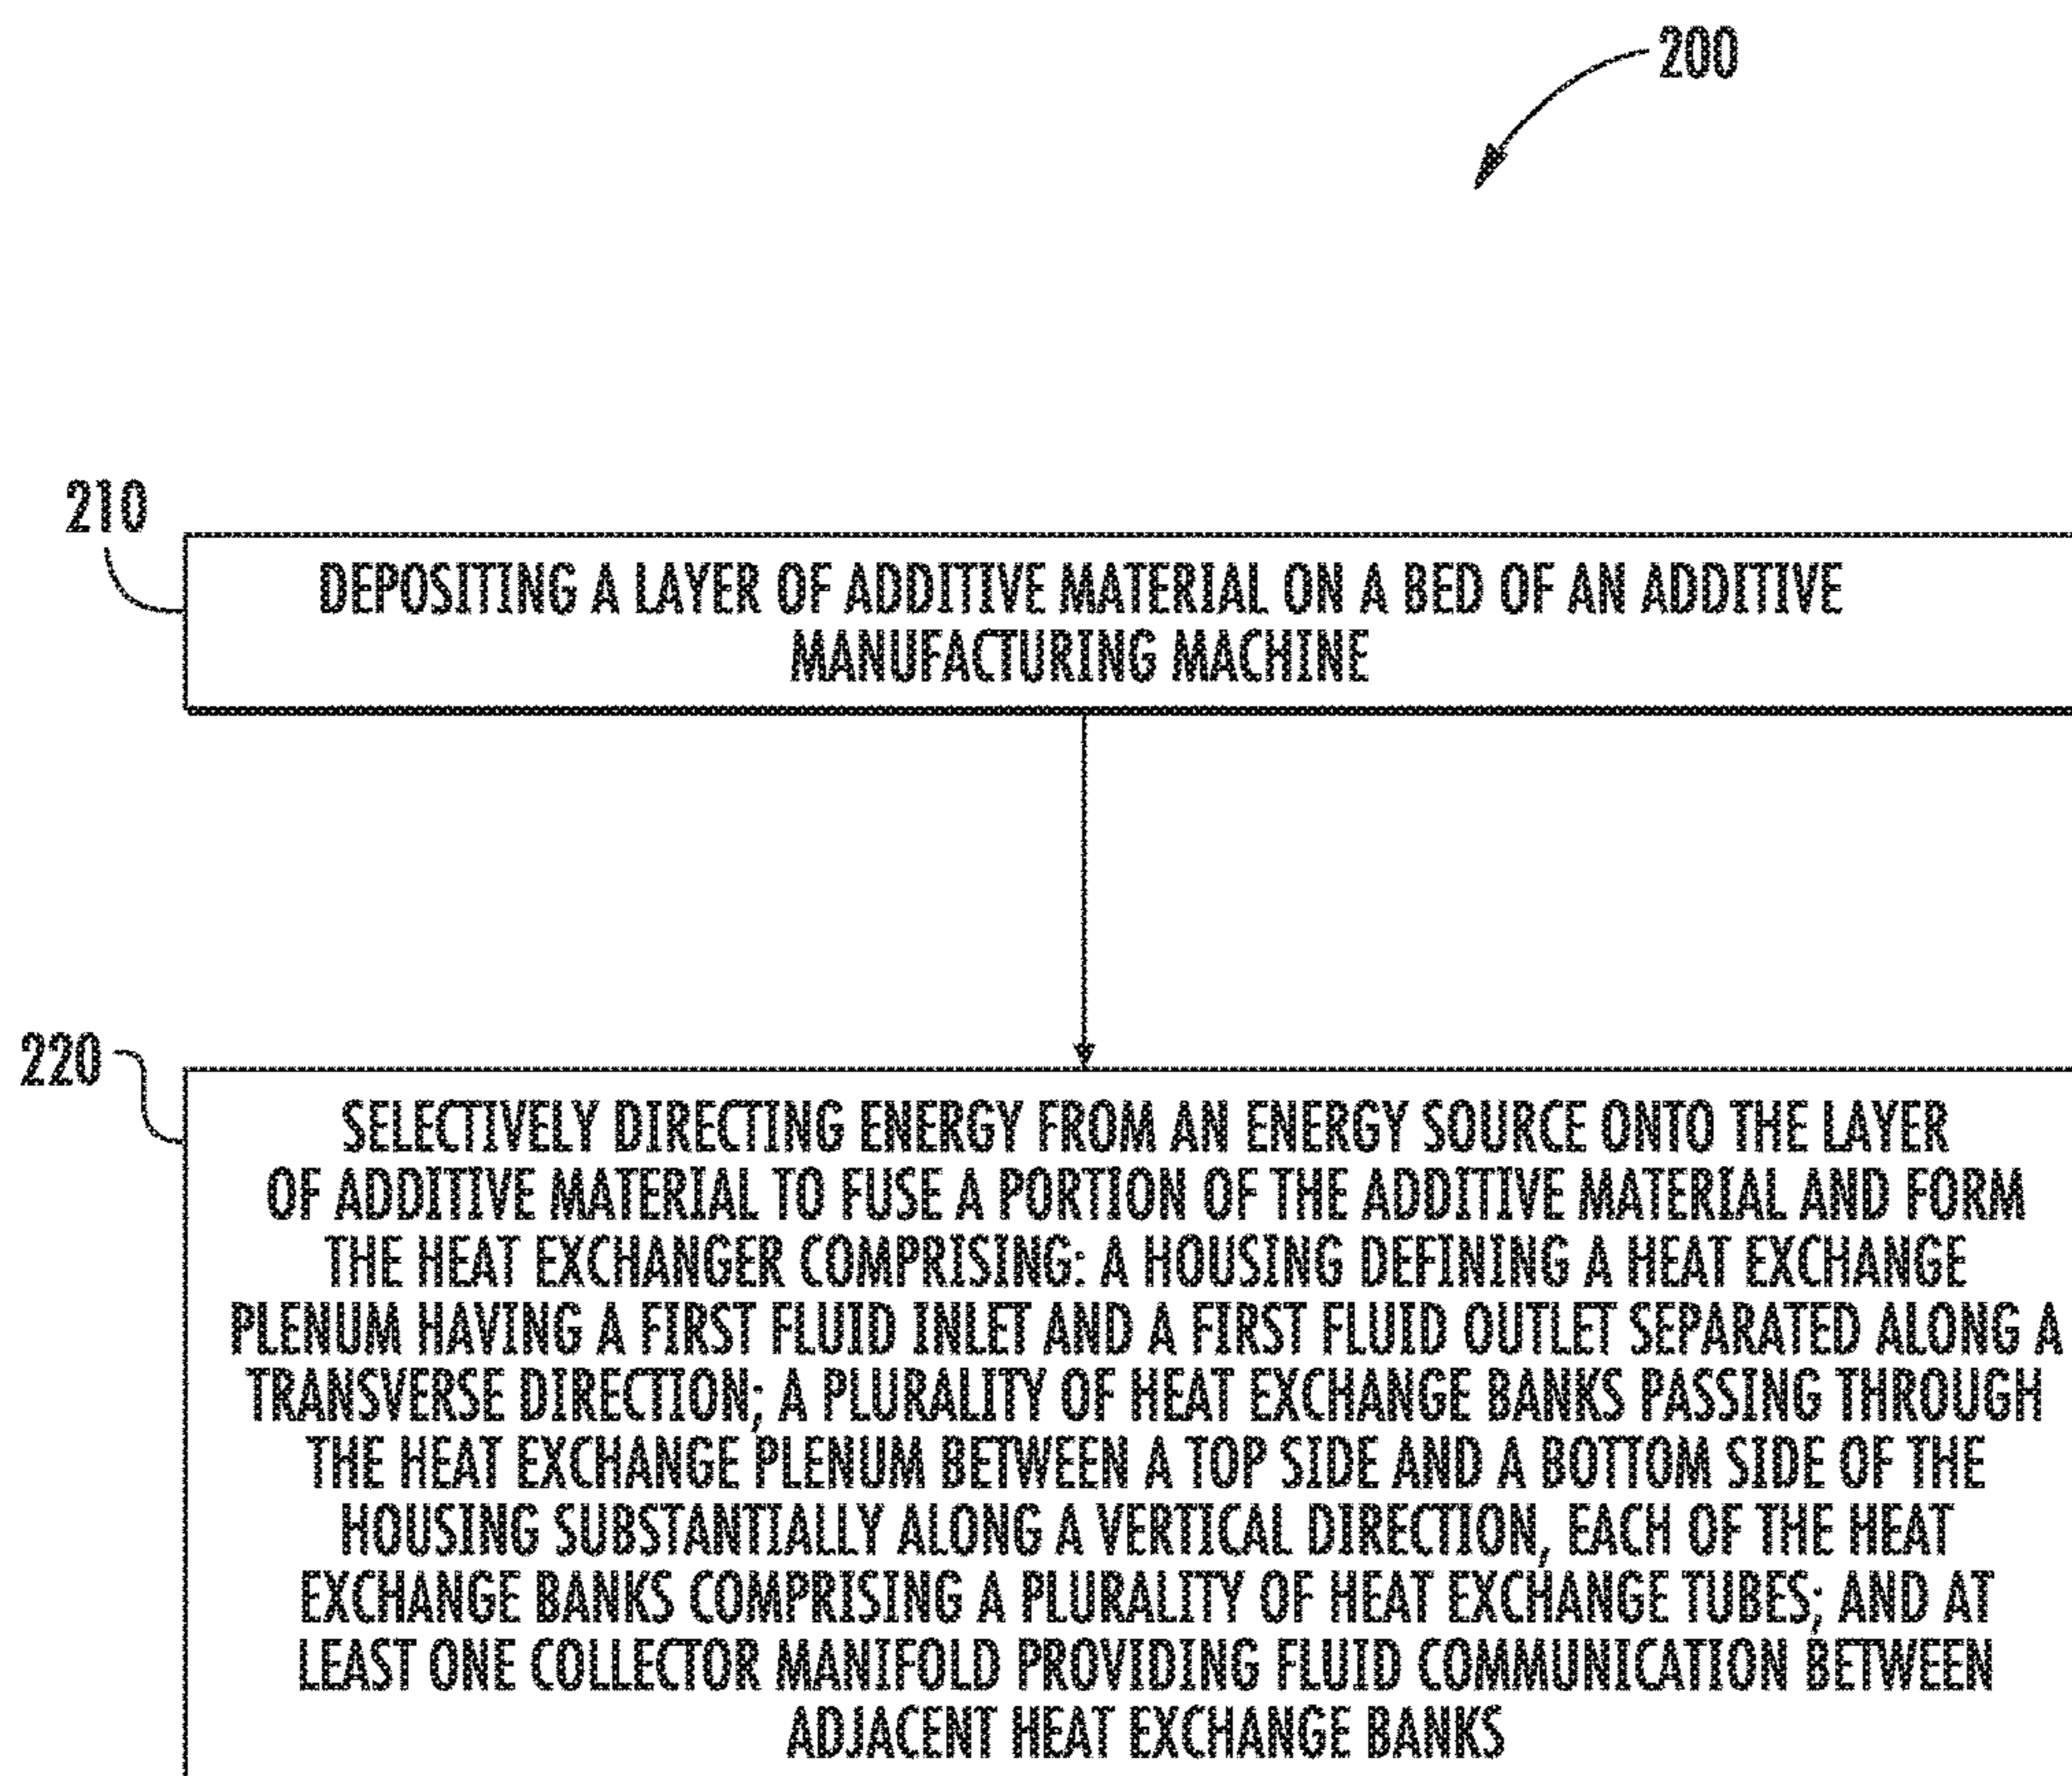 200
210
DEPOSITING A LAYER OF ADDITIVE MATERIAL ON A BED OF AN ADDITIVE
MANUFACTURING MACHINE
220
SELECTIVELY DIRECTING ENERGY FROM AN ENERGY SOURCE ONTO THE LAYER
OF ADDITIVE MATERIAL TO FUSE A PORTION OF THE ADDITIVE MATERIAL AND FORM
THE HEAT EXCHANGER COMPRISING: A HOUSING DEFINING A HEAT EXCHANGE
PLENUM HAVING A FIRST FLUID INLET AND A FIRST FLUID OUTLET SEPARATED ALONG A
TRANSVERSE DIRECTION; A PLURALITY OF HEAT EXCHANGE BANKS PASSING THROUGH
THE HEAT EXCHANGE PLENUM BETWEEN A TOP SIDE AND A BOTTOM SIDE OF THE
HOUSING SUBSTANTIALLY ALONG A VERTICAL DIRECTION, EACH OF THE HEAT
EXCHANGE BANKS COMPRISING A PLURALITY OF HEAT EXCHANGE TUBES; AND AT
LEAST ONE COLLECTOR MANIFOLD PROVIDING FLUID COMMUNICATION BETWEEN
ADJACENT HEAT EXCHANGE BANKS